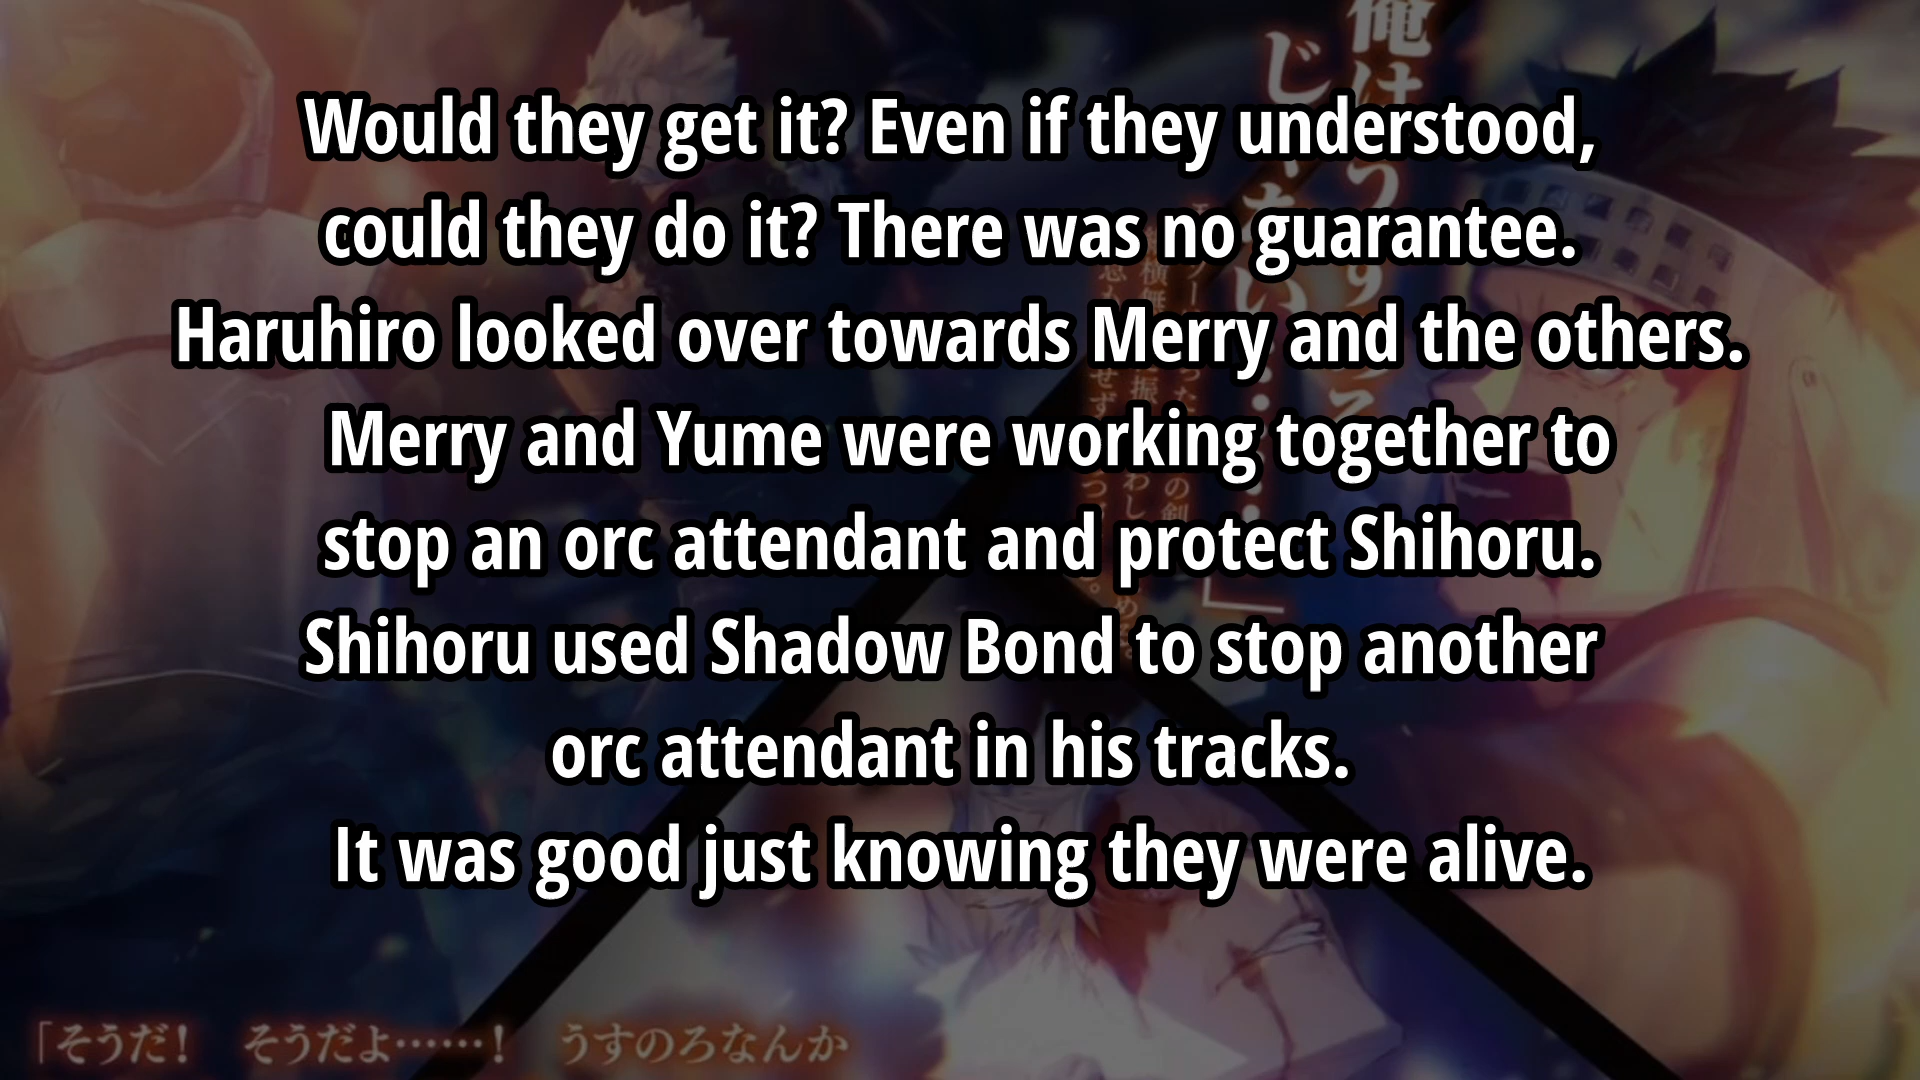 Would they get it? Even if they understood,
could they do it? There was no guarantee.
Haruhiro looked over towards Merry and the others.
Merry and Yume were working together to
stop an orc attendant and protect Shihoru.
Shihoru used Shadow Bond to stop another
orc attendant in his tracks.
It was good just knowing they were alive.
「そうだ！　そうだよ……！　うすのろなんか